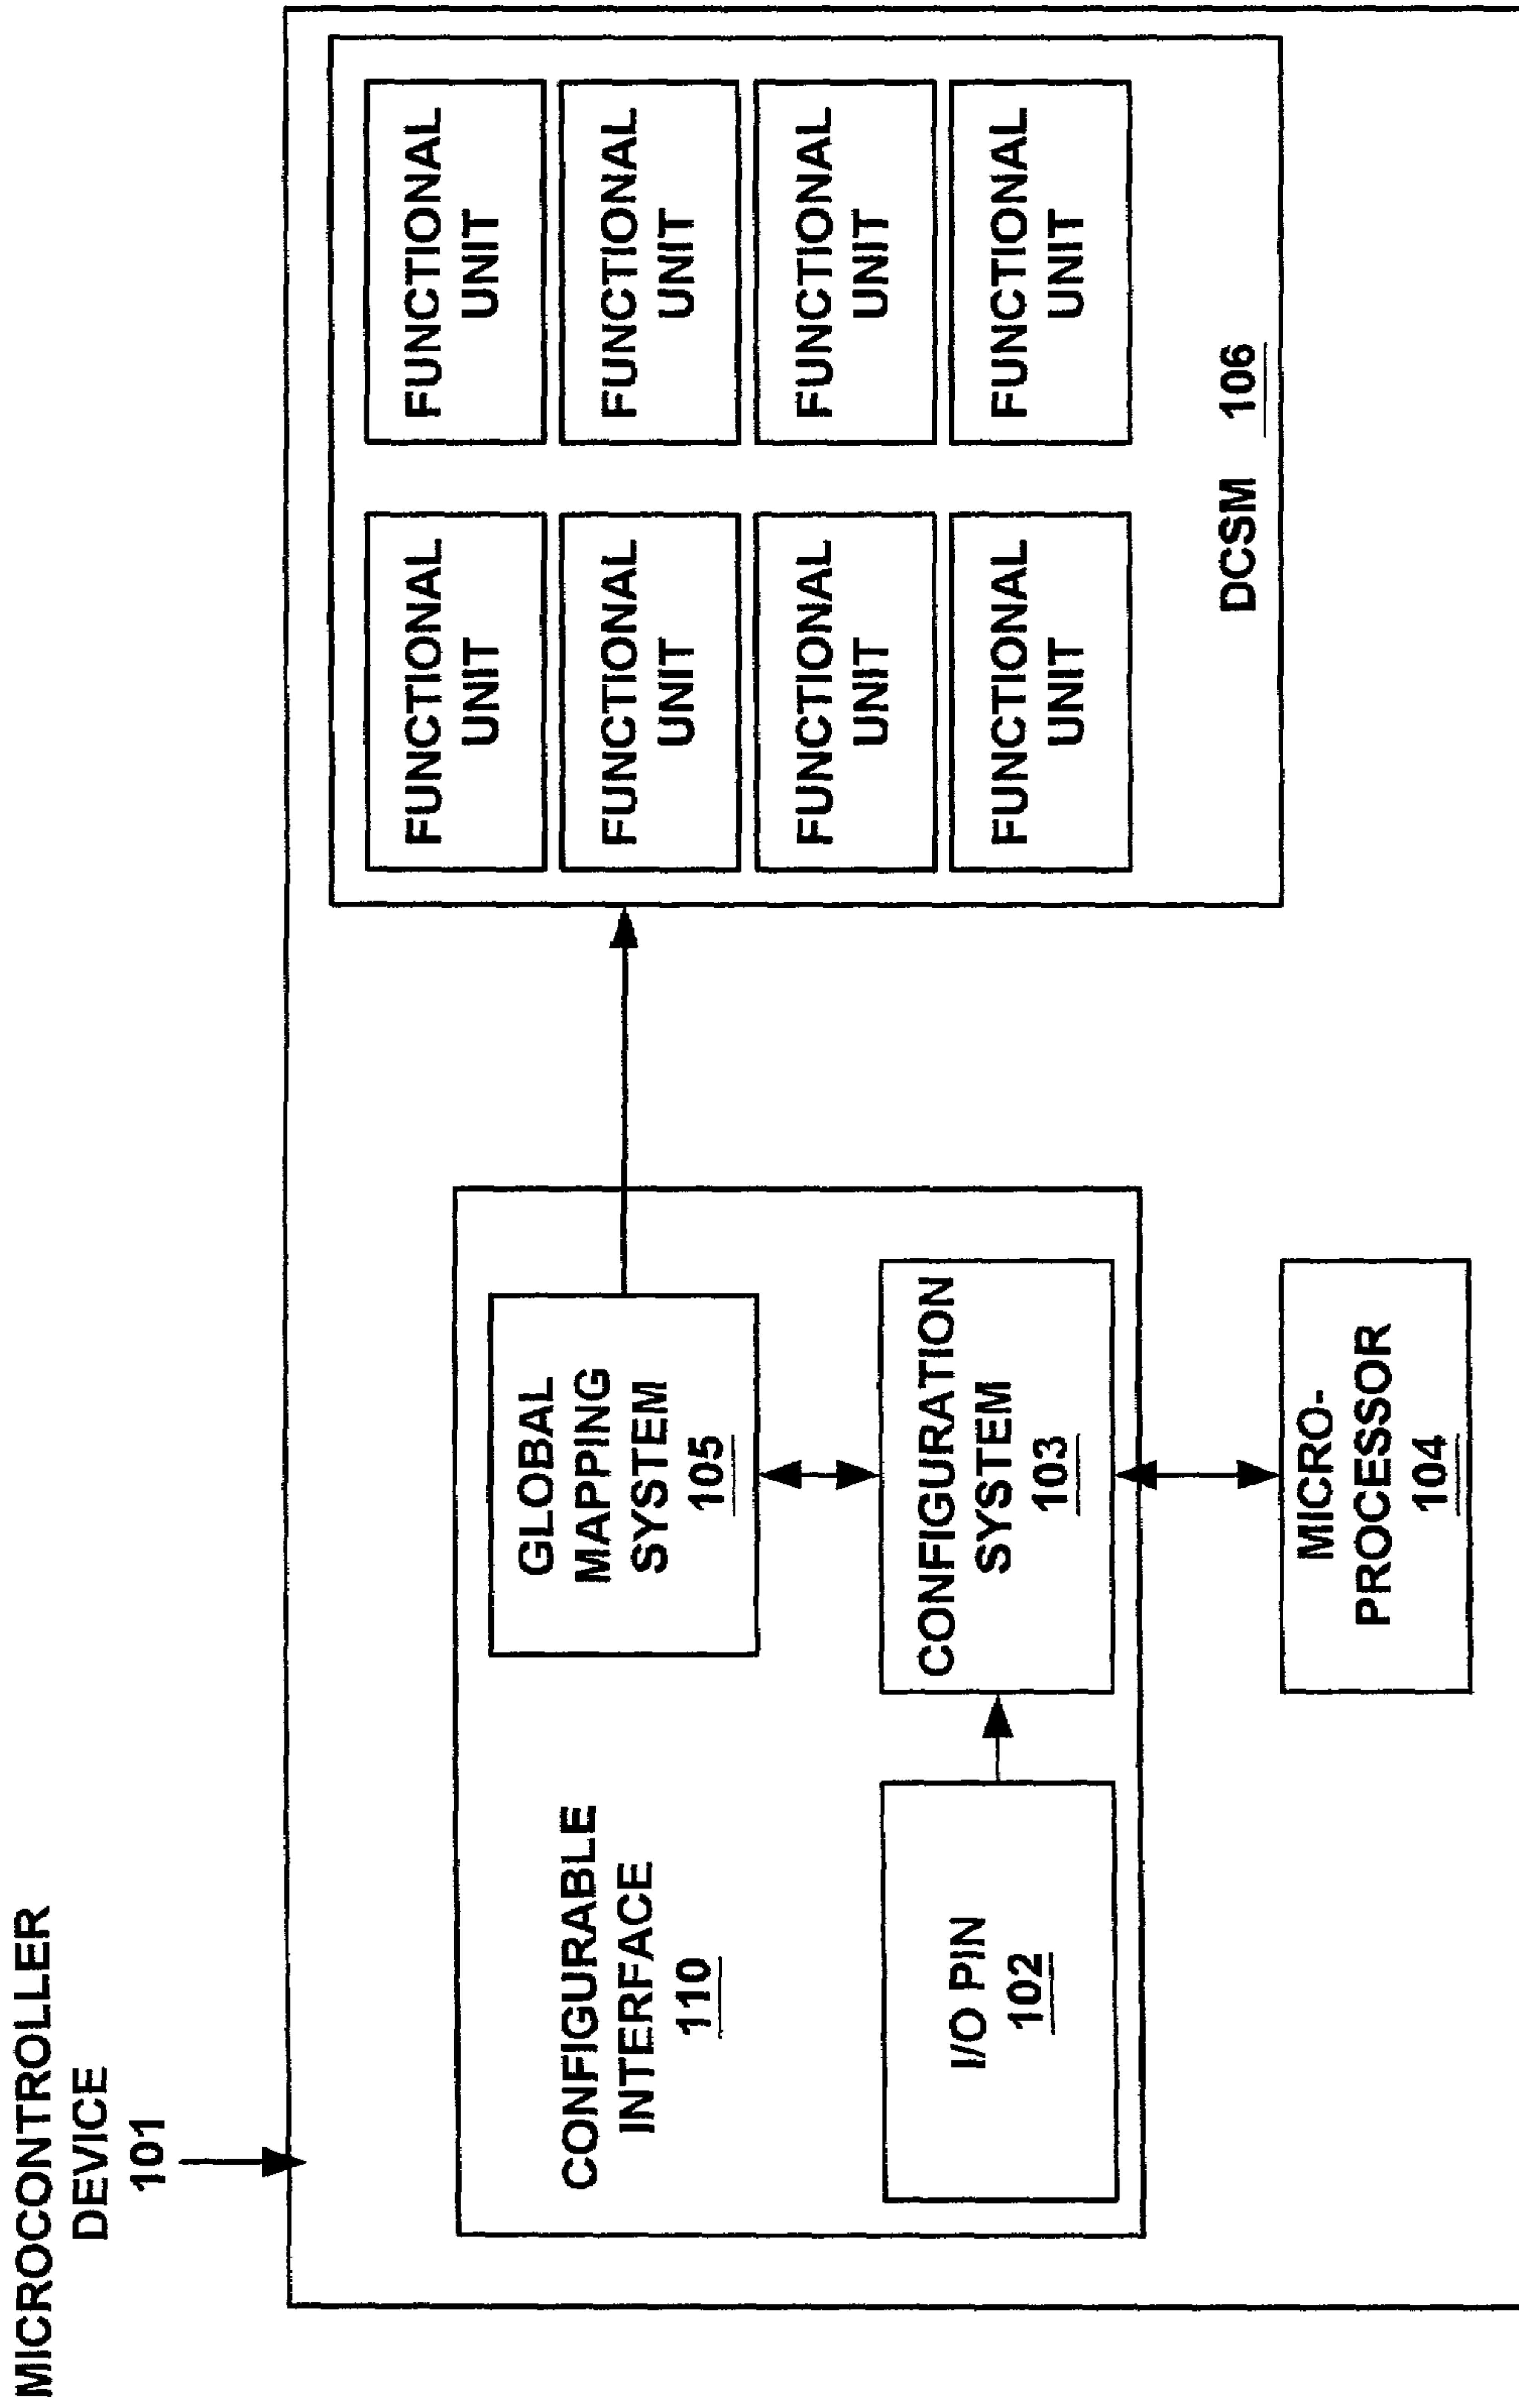 MICROCONTROLLER
DEVICE
101
CONFIGURABLE
INTERFACE
110
GLOBAL
MAPPING
SYSTEM
105
I/O PIN
102
CONFIGURATION
SYSTEM
103
MICRO-
PROCESSOR
104
FUNCTIONAL
UNIT
FUNCTIONAL
UNIT
FUNCTIONAL
UNIT
FUNCTIONAL
UNIT
FUNCTIONAL
UNIT
FUNCTIONAL
UNIT
FUNCTIONAL
UNIT
FUNCTIONAL
UNIT
DCSM 106